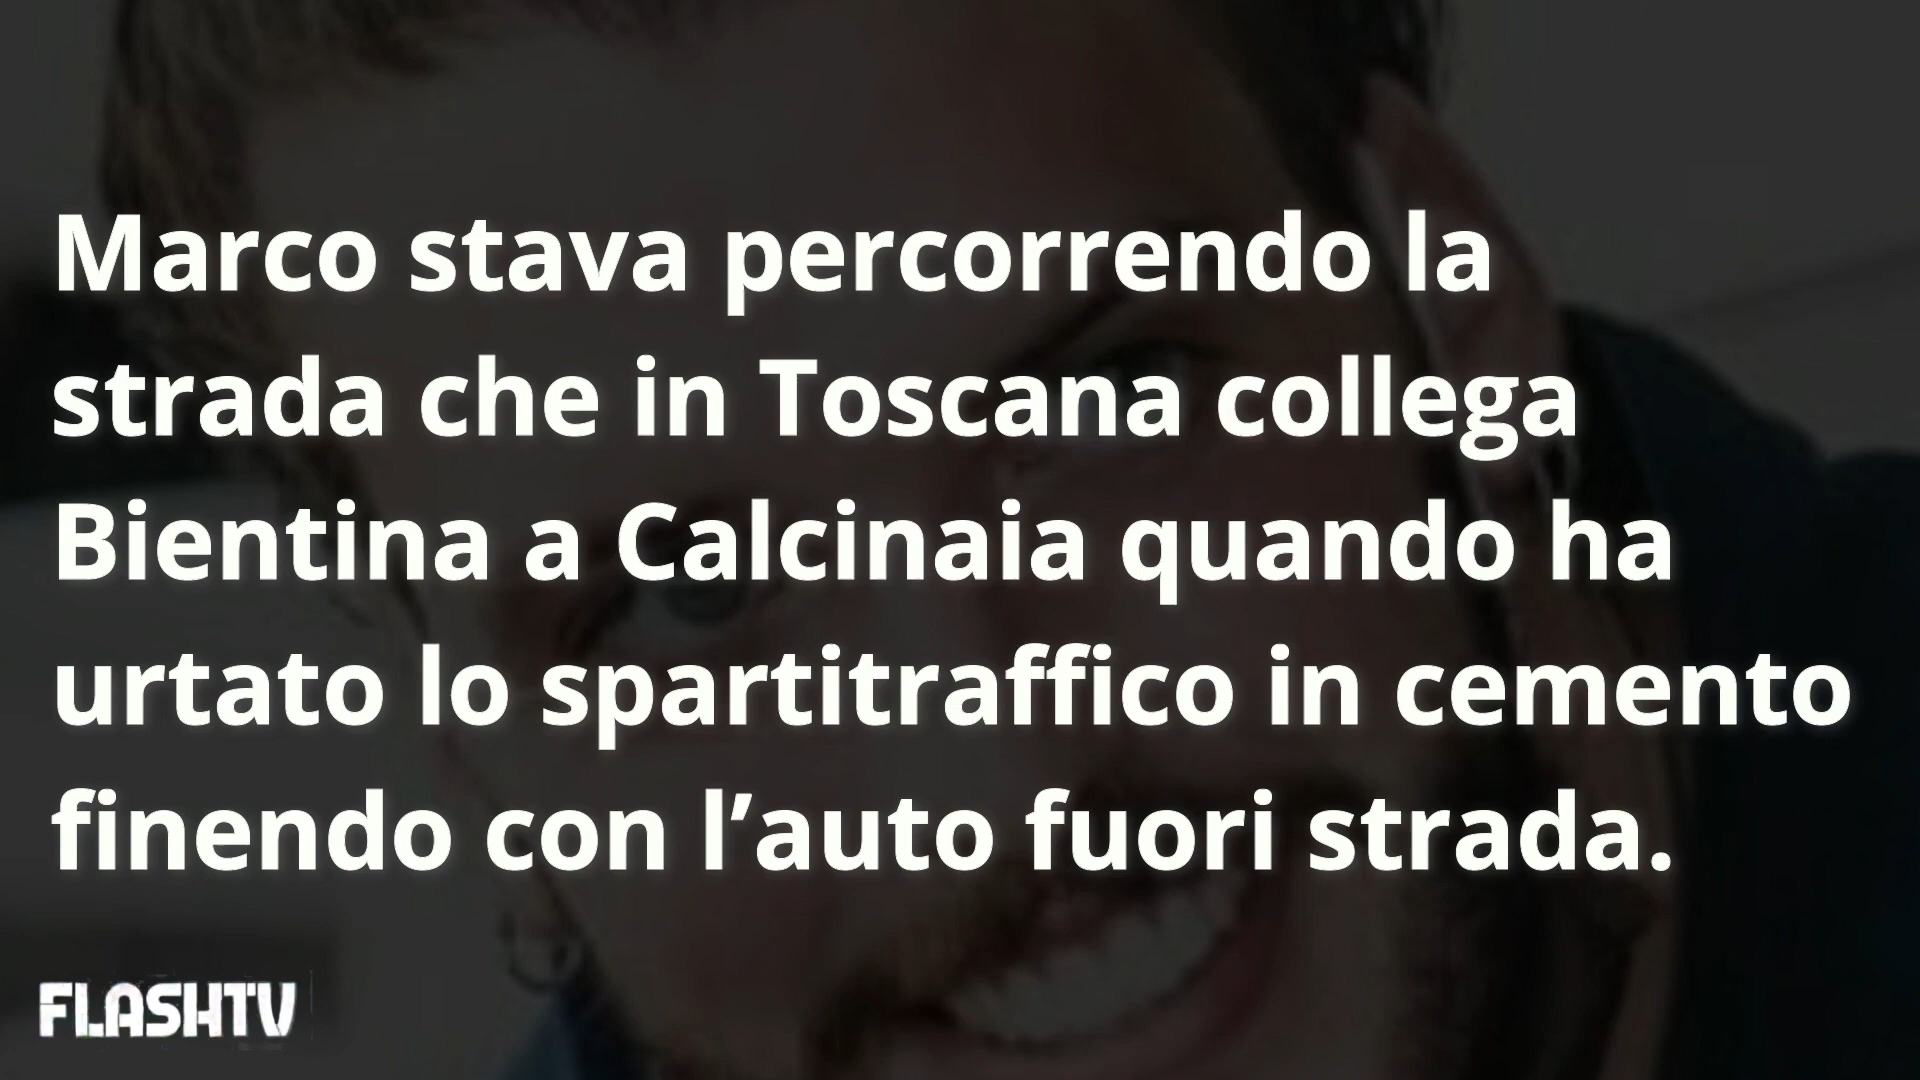 Marco stava percorrendo la
strada che in Toscana collega
Bientina a Calcinaia quando ha
urtato lo spartitraffico in cemento
finendo con l’auto fuori strada.
FLASHTV